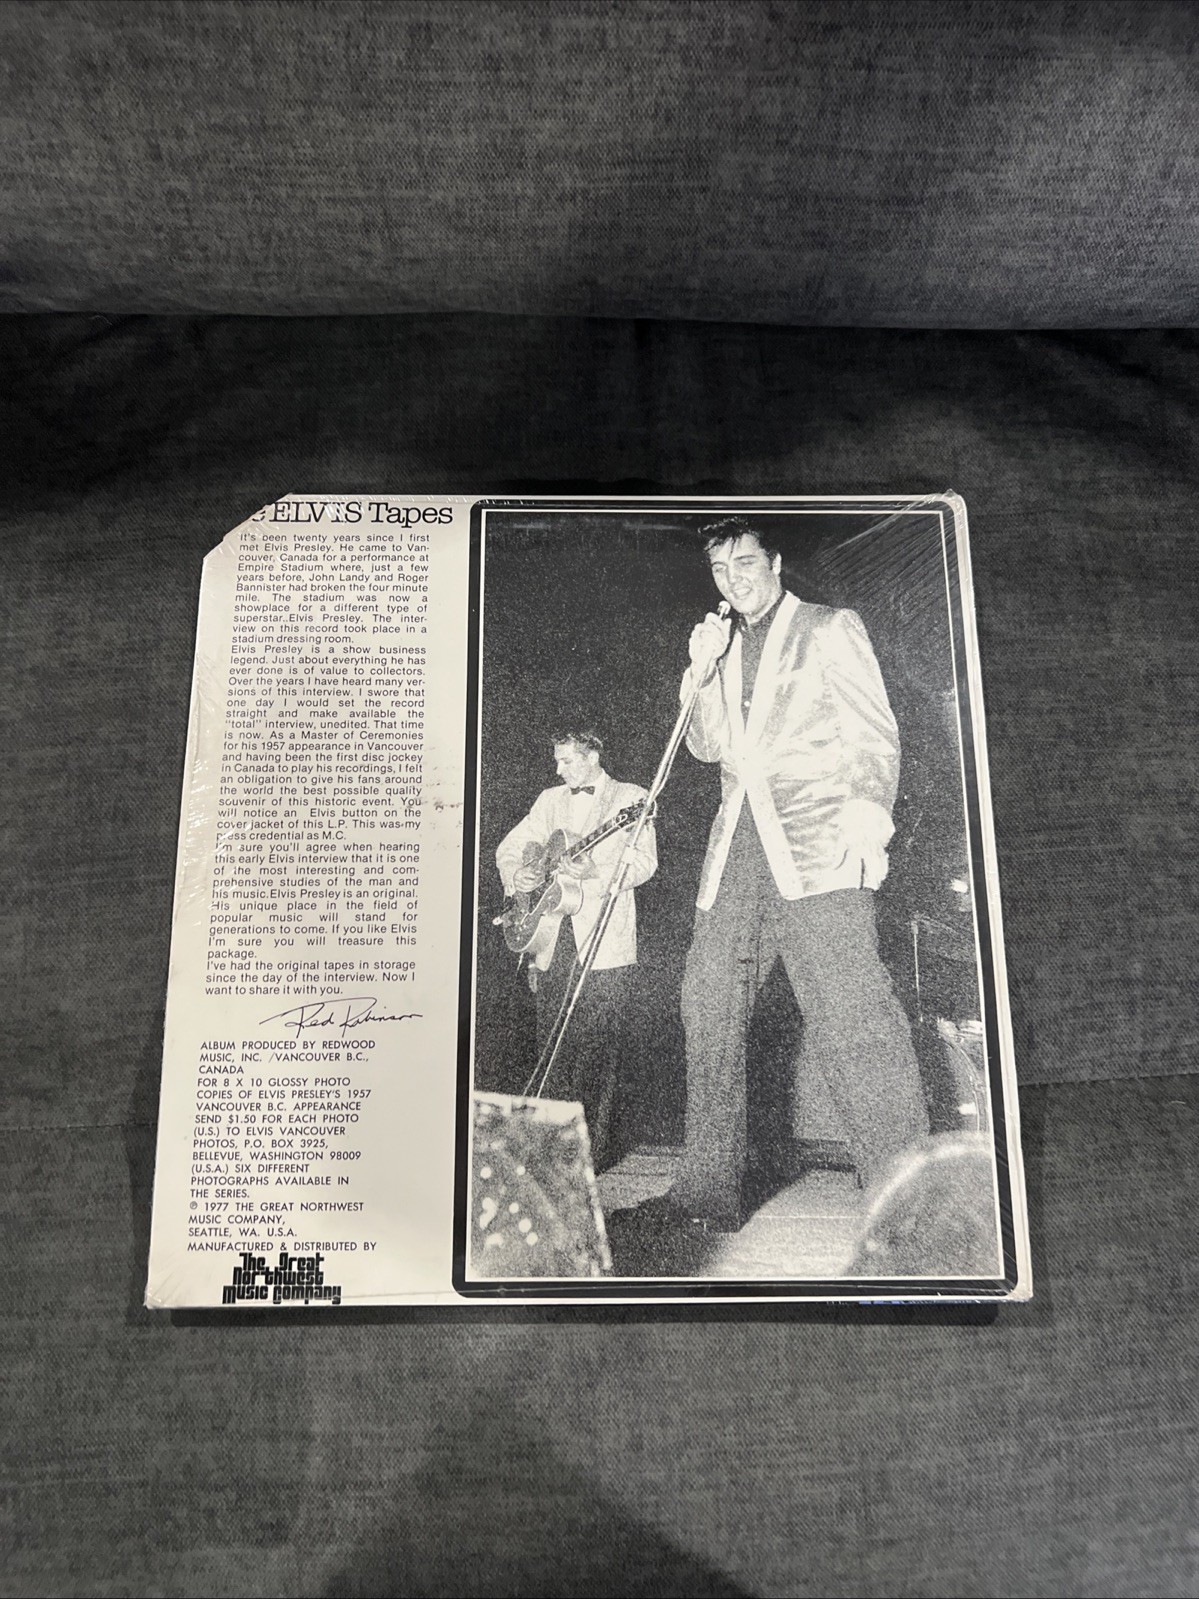 e ELVIS Tapes
It's been twenty years since I first
met Elvis Presley. He came to Van-
couver, Canada for a performance at
Empire Stadium where, just a few
years before, John Landy and Roger
Bannister had broken the four minute
mile. The stadium was now a
showplace for a different type of
superstar..Elvis Presley. The inter-
view on this record took place in a
stadium dressing room.
Elvis Presley is a show business
legend. Just about everything he has
ever done is of value to collectors.
Over the years I have heard many ver-
sions of this interview. I swore that
one day I would set the record
straight and make available the
"total" interview, unedited. That time
is now. As a Master of Ceremonies
for his 1957 appearance in Vancouver
and having been the first disc jockey
in Canada to play his recordings, I felt
an obligation to give his fans around
the world the best possible quality
souvenir of this historic event. You
will notice an Elvis button on the
cover jacket of this L.P. This was my
press credential as M.C.
I'm sure you'll agree when hearing
this early Elvis interview that it is one
of the most interesting and com-
prehensive studies of the man and
his music. Elvis Presley is an original.
His unique place in the field of
popular music will stand for
generations to come. If you like Elvis
I'm sure you will treasure this
package.
I've had the original tapes in storage
since the day of the interview. Now I
want to share it with you.
Red Robinson
ALBUM PRODUCED BY REDWOOD
MUSIC, INC. /VANCOUVER B.C.,
CANADA
FOR 8 X 10 GLOSSY PHOTO
COPIES OF ELVIS PRESLEY'S 1957
VANCOUVER B.C. APPEARANCE
SEND $1.50 FOR EACH PHOTO
(U.S.) TO ELVIS VANCOUVER
PHOTOS, P.O. BOX 3925,
BELLEVUE, WASHINGTON 98009
(U.S.A.) SIX DIFFERENT
PHOTOGRAPHS AVAILABLE IN
THE SERIES.
℗ 1977 THE GREAT NORTHWEST
MUSIC COMPANY,
SEATTLE, WA. U.S.A.
MANUFACTURED & DISTRIBUTED BY
The Great
Northwest
Music Company